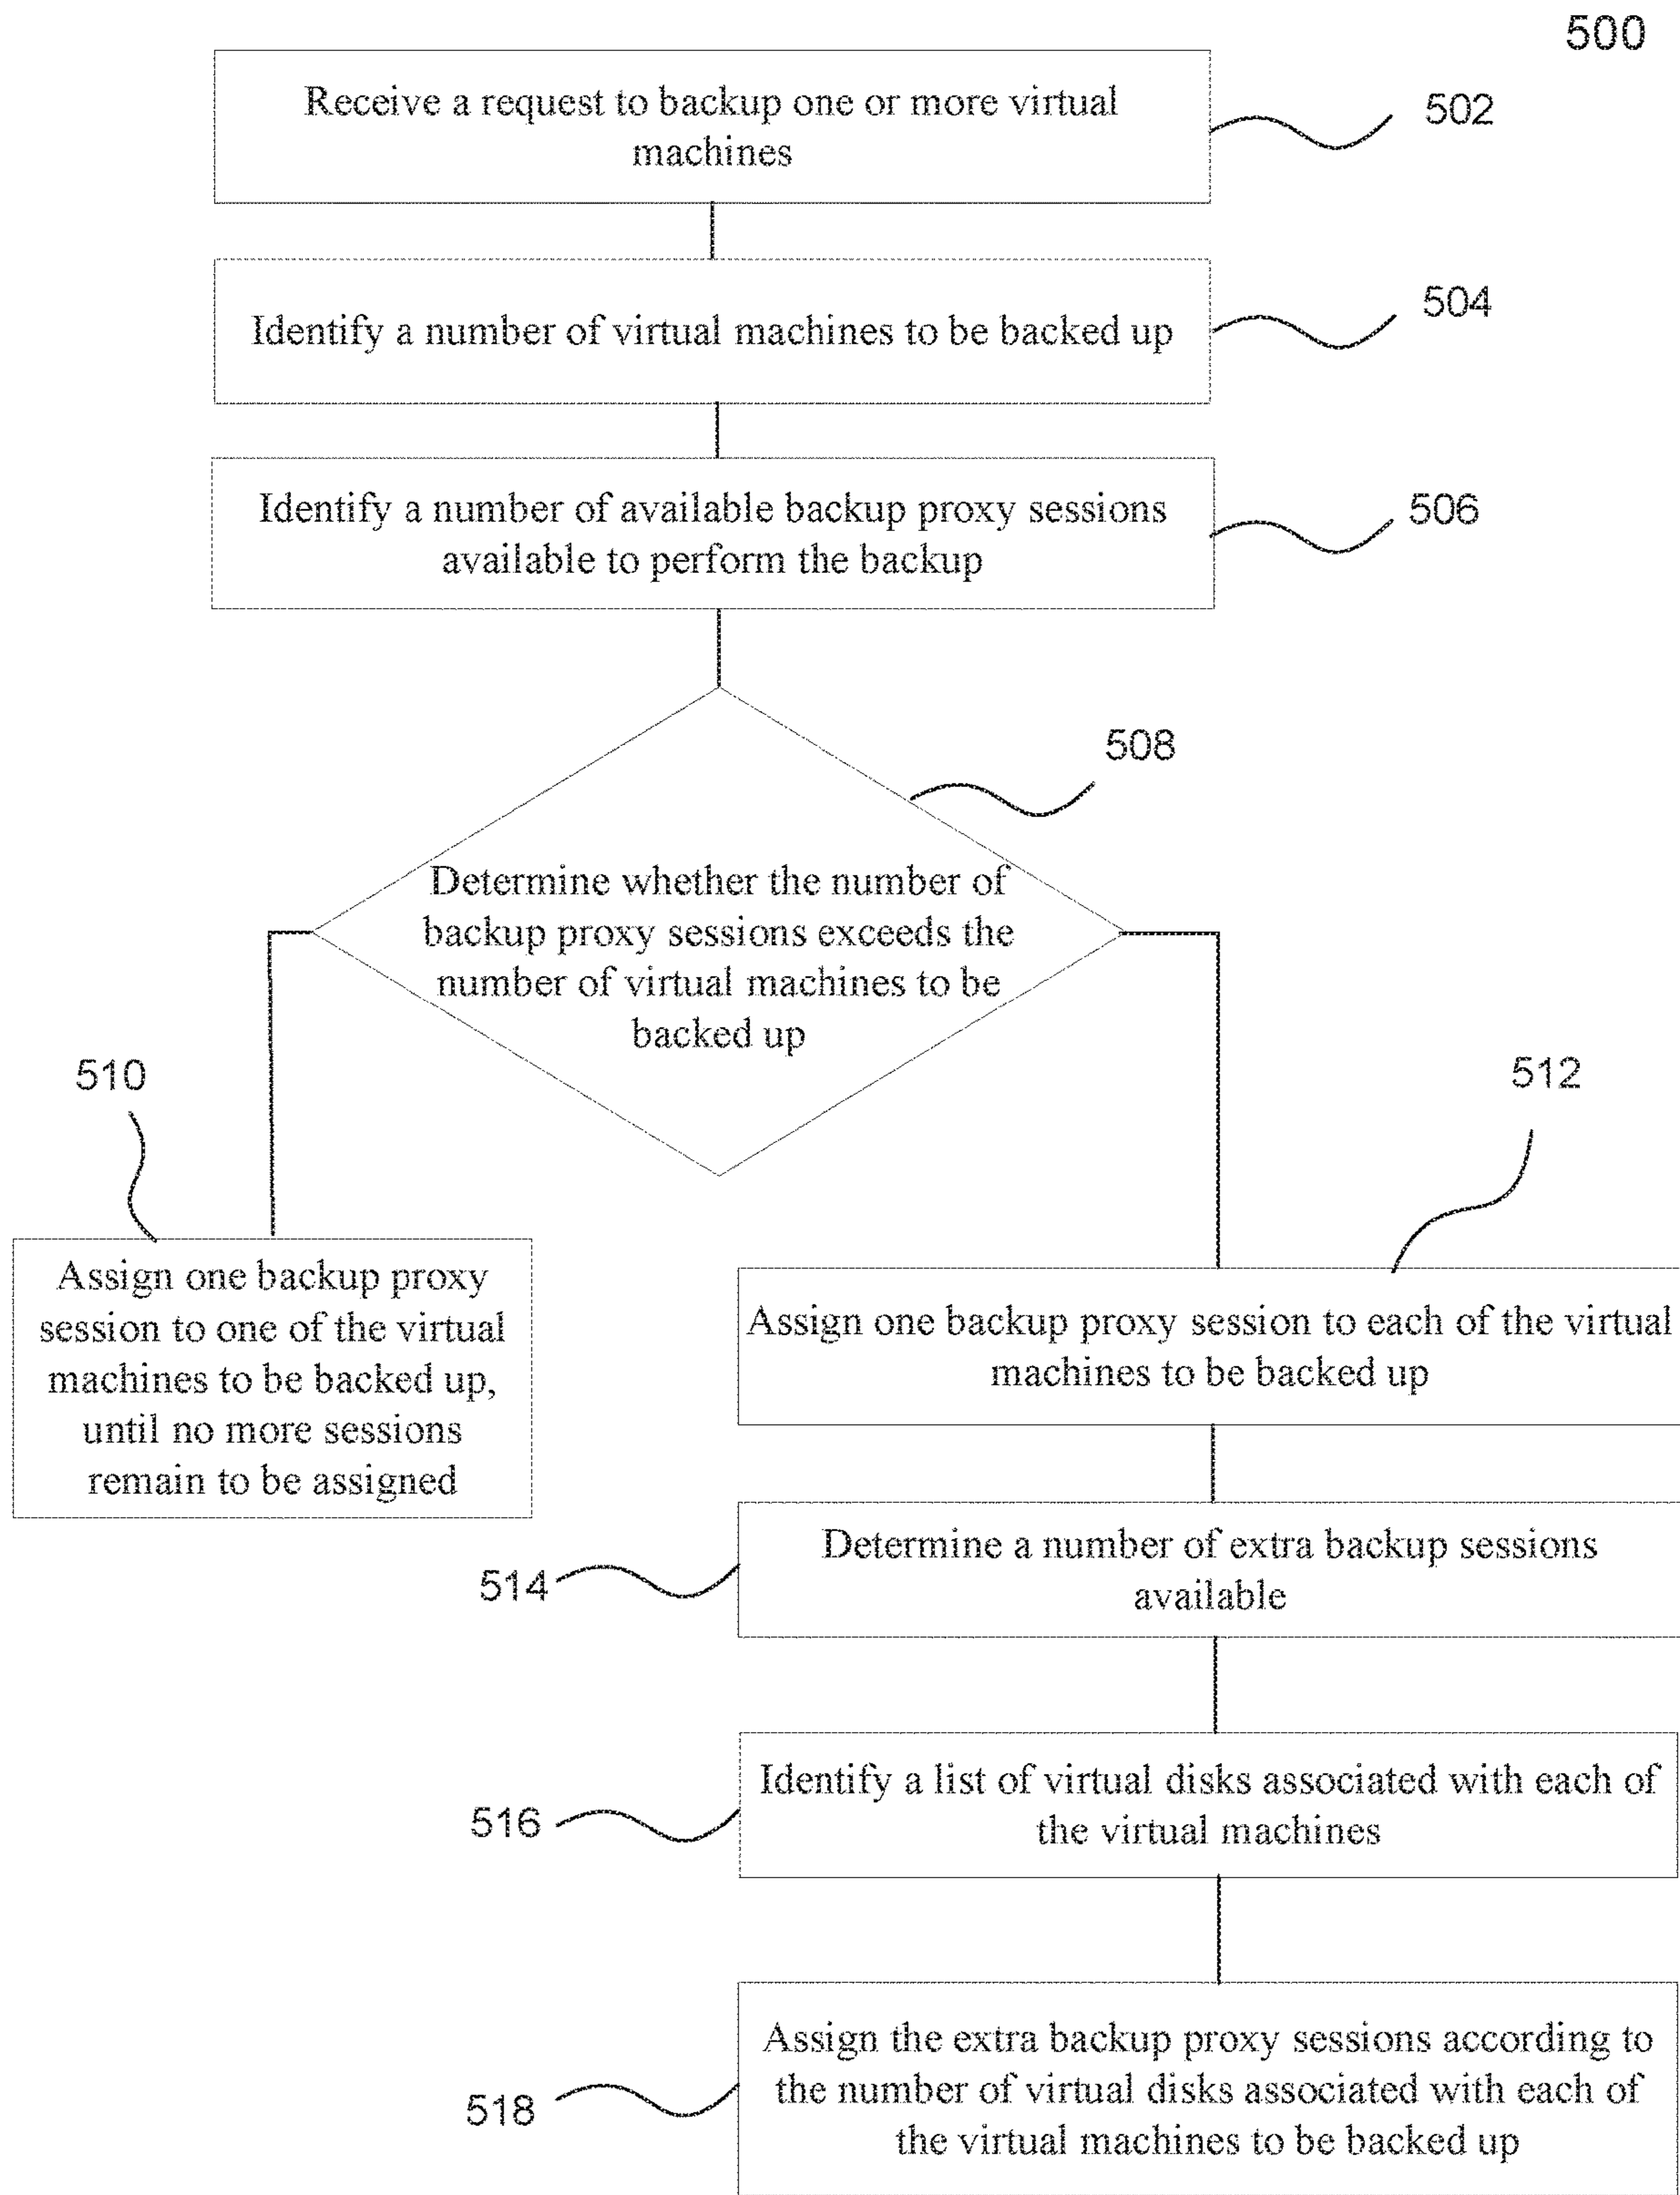 500
Receive a request to backup one or more virtual
machines
502
Identify a number of virtual machines to be backed up
504
Identify a number of available backup proxy sessions
available to perform the backup
506
508
Determine whether the number of
backup proxy sessions exceeds the
number of virtual machines to be
backed up
510
512
Assign one backup proxy
session to one of the virtual
machines to be backed up,
until no more sessions
remain to be assigned
Assign one backup proxy session to each of the virtual
machines to be backed up
Determine a number of extra backup sessions
available
514
Identify a list of virtual disks associated with each of
the virtual machines
516
Assign the extra backup proxy sessions according to
the number of virtual disks associated with each of
the virtual machines to be backed up
518